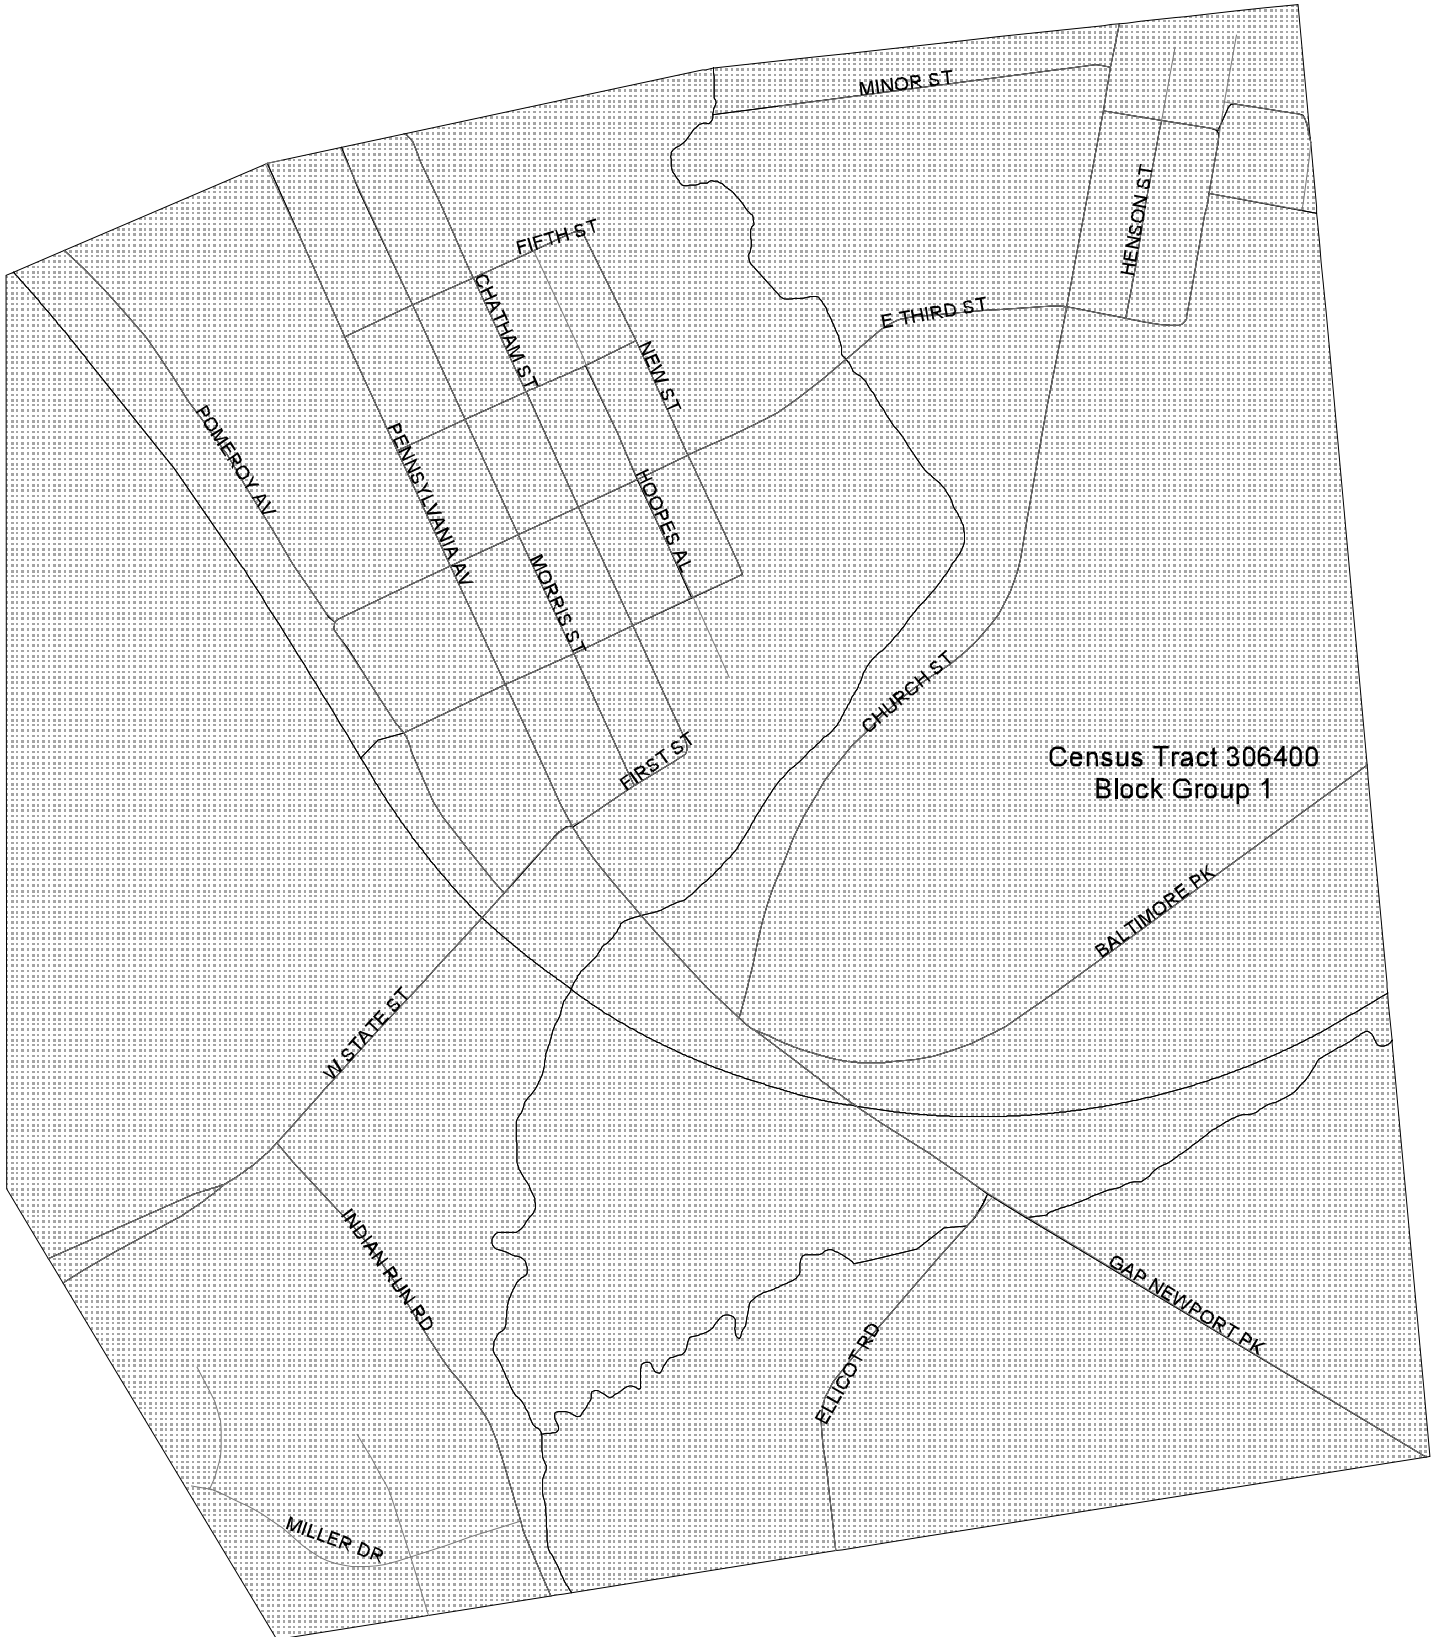 MINOR ST
HENSON ST
FIFTH ST
CHATHAM ST
E THIRD ST
NEW ST
POMEROY AV
PENNSYLVANIA AV
HOOPES AL
MORRIS ST
CHURCH ST
FIRST ST
Census Tract 306400
Block Group 1
BALTIMORE PK
W STATE ST
INDIAN RUN RD
GAP NEWPORT PK
ELLICOT RD
MILLER DR